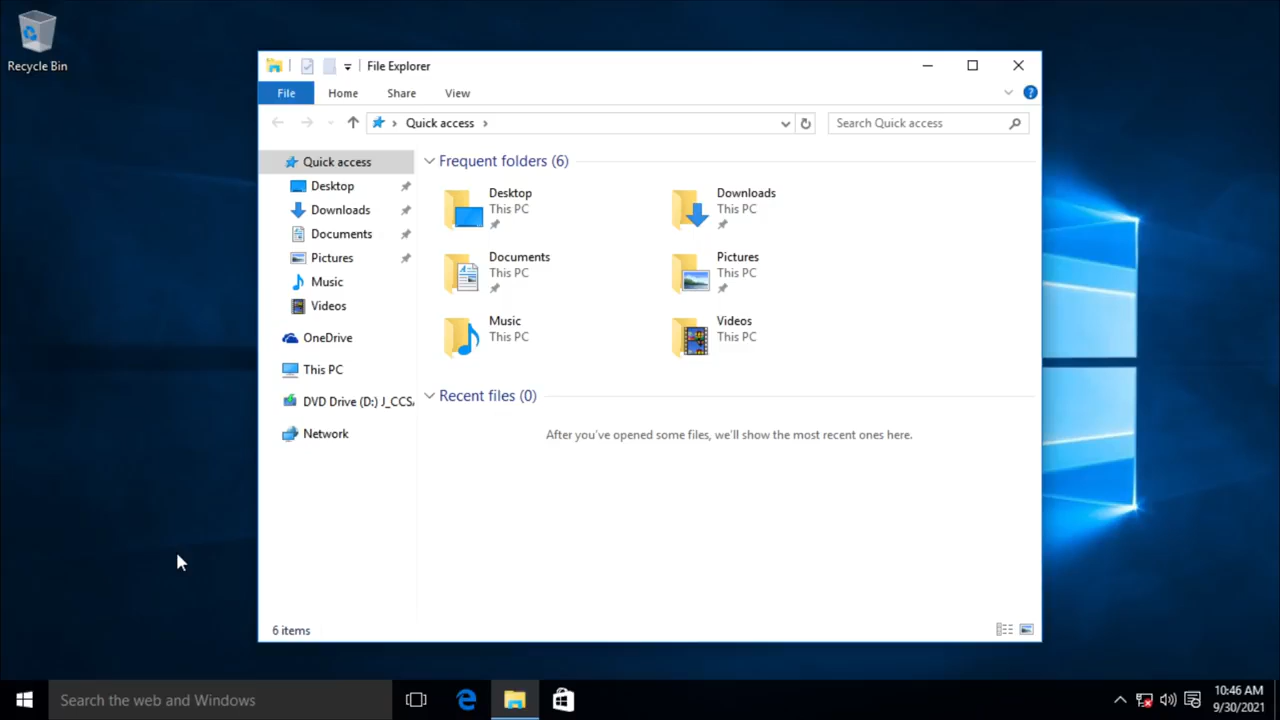 Recycle Bin
File Explorer
File Home Share View
Quick access
Search Quick access
Quick access
Desktop
Downloads
Documents
Pictures
Music
Videos
OneDrive
This PC
DVD Drive (D:) J_CCSA
Network
Frequent folders (6)
Desktop
This PC
Downloads
This PC
Documents
This PC
Pictures
This PC
Music
This PC
Videos
This PC
Recent files (0)
After you've opened some files, we'll show the most recent ones here.
6 items
Search the web and Windows
10:46 AM
9/30/2021